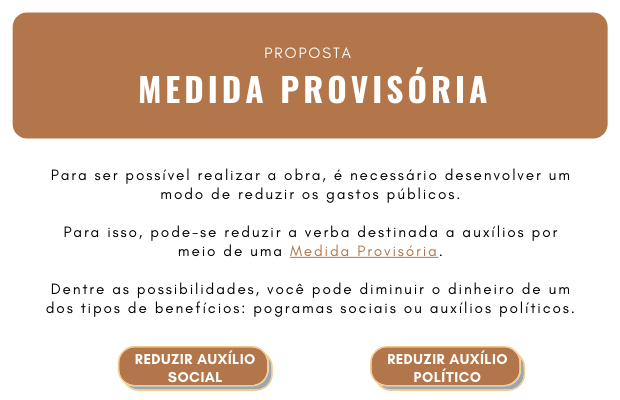 PROPOSTA
MEDIDA PROVISÓRIA
Para ser possível realizar a obra, é necessário desenvolver um
modo de reduzir os gastos públicos.
Para isso, pode-se reduzir a verba destinada a auxílios por
meio de uma Medida Provisória.
Dentre as possibilidades, você pode diminuir o dinheiro de um
dos tipos de benefícios: pogramas sociais ou auxílios políticos.
REDUZIR AUXÍLIO
SOCIAL
REDUZIR AUXÍLIO
POLÍTICO